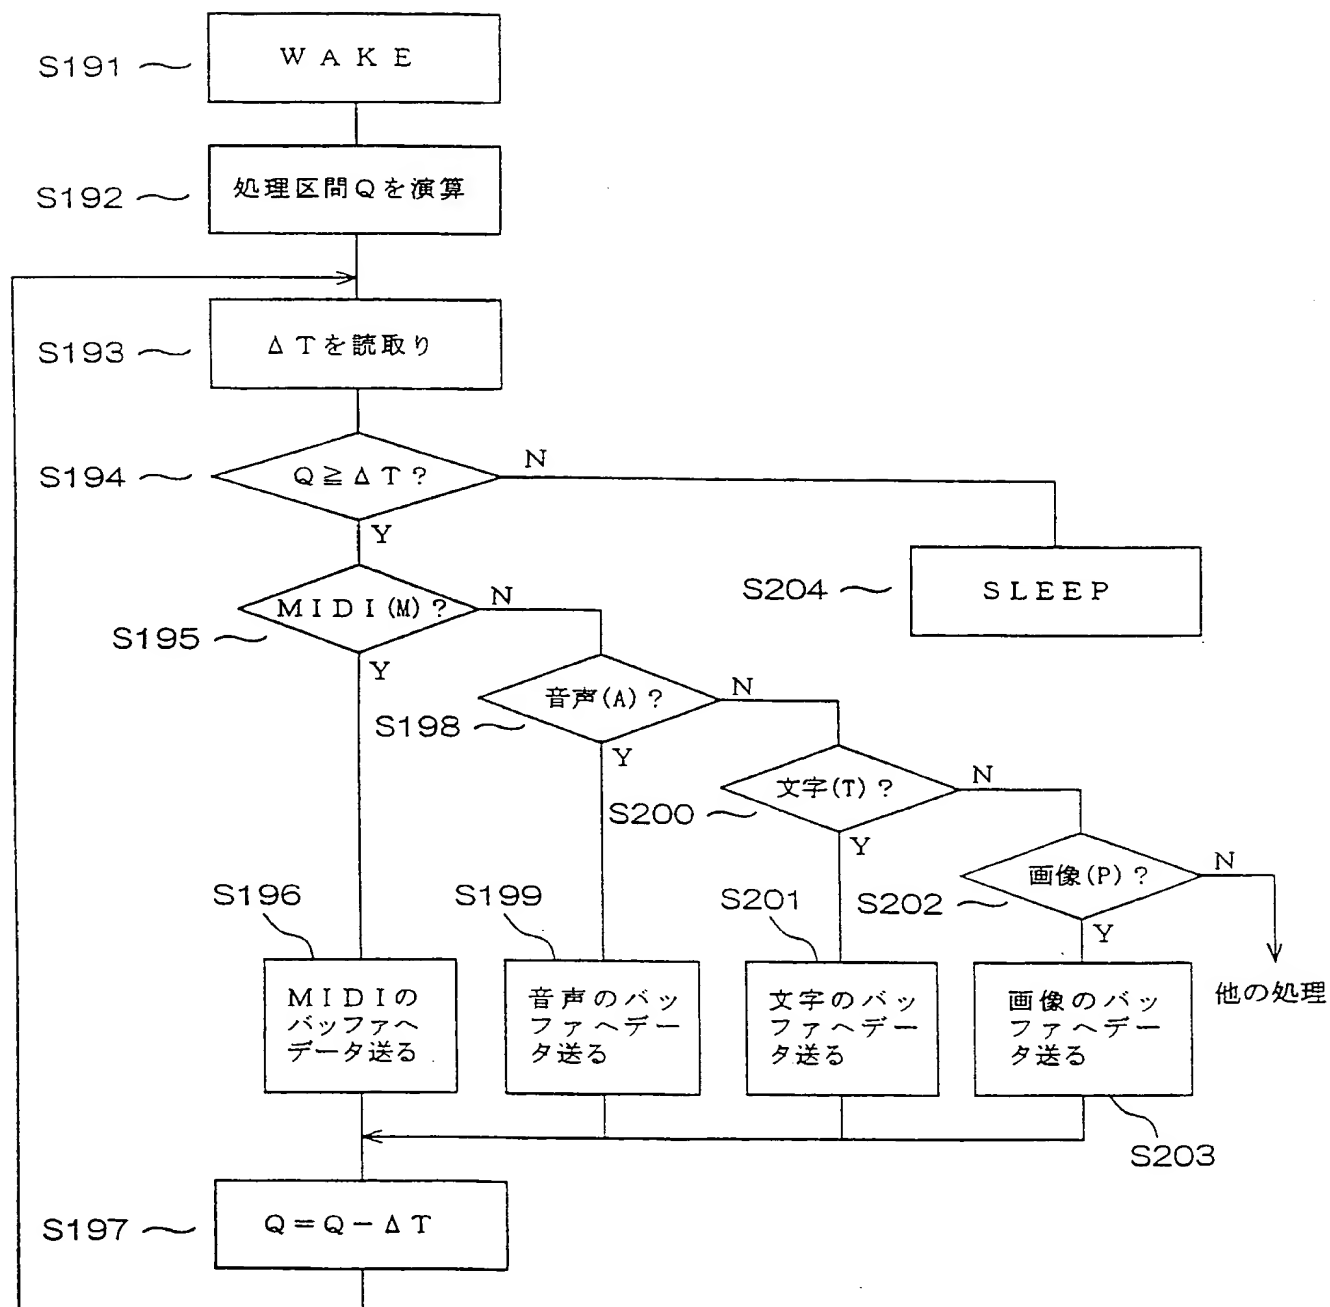 S191
WAKE
S192
処理区間Qを演算
S193
ΔTを読取り
S194
Q≧ΔT?
N
Y
S204
SLEEP
S195
MIDI(M)?
N
Y
S198
音声(A)?
N
Y
S200
文字(T)?
N
Y
S202
画像(P)?
N
Y
他の処理
S196
MIDIの
バッファへ
データ送る
S199
音声のバッ
ファへデー
タ送る
S201
文字のバッ
ファへデー
タ送る
画像のバッ
ファへデー
タ送る
S203
S197
Q=Q-ΔT